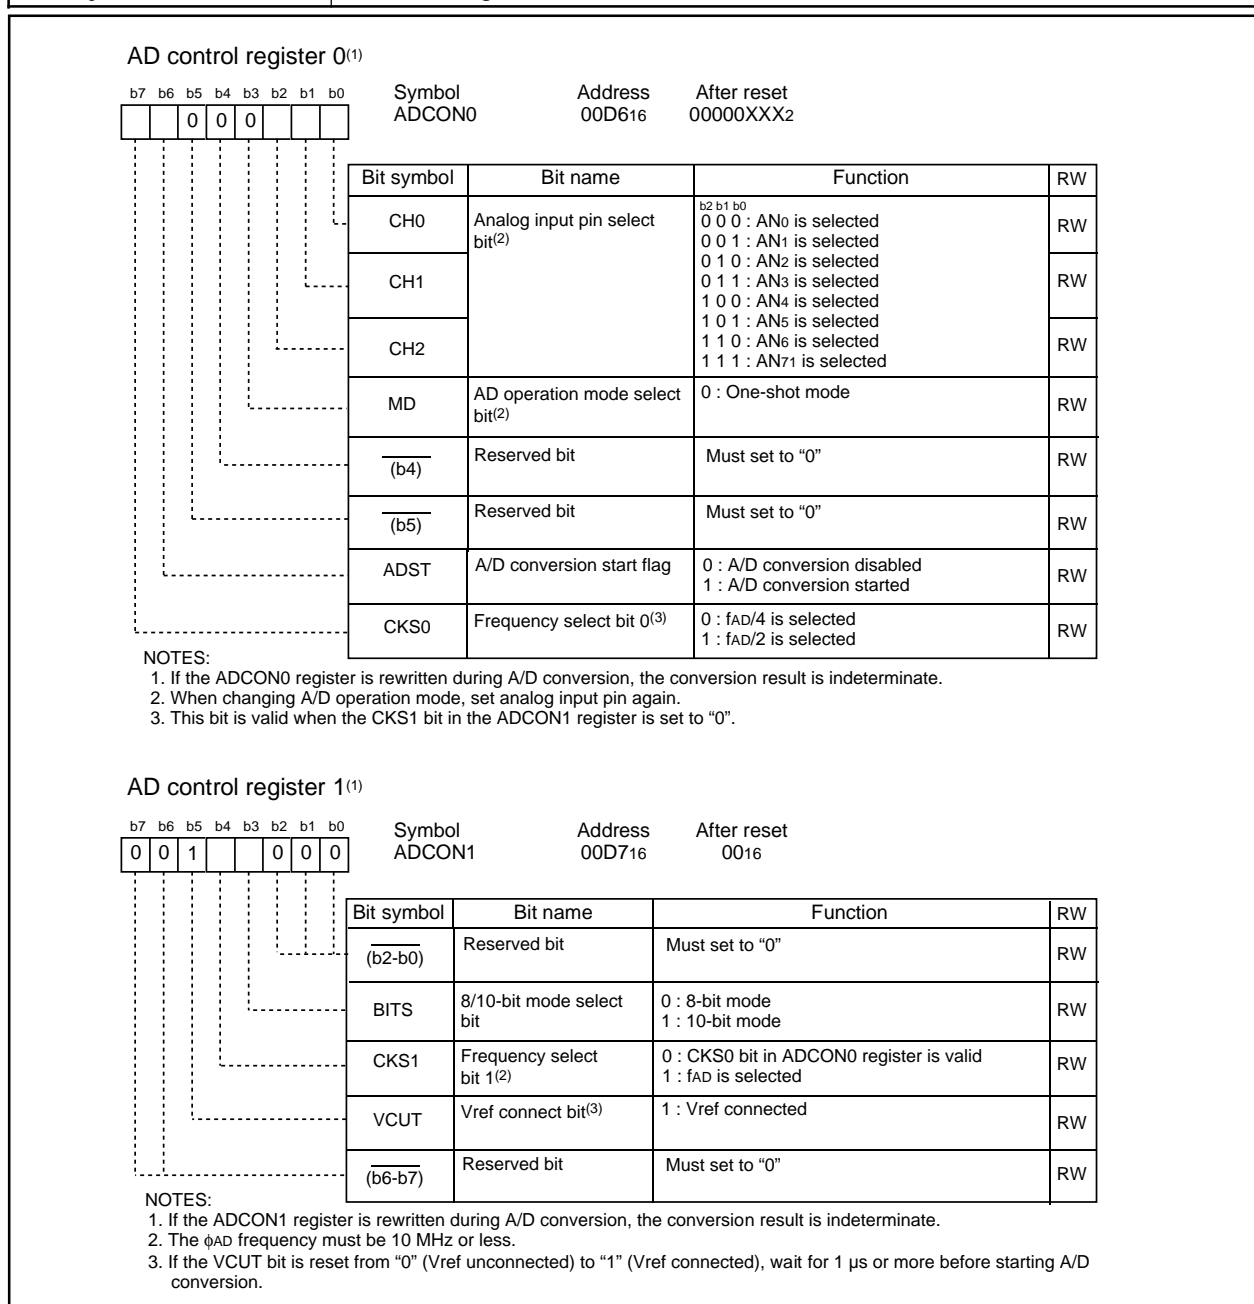 AD control register 0(1)
b7 b6 b5 b4 b3 b2 b1 b0
0 0 0
Symbol Address After reset
ADCON0 00D616 00000XXX2
Bit symbol Bit name Function RW
CH0 Analog input pin select bit(2) RW
b2 b1 b0
0 0 0 : AN0 is selected
0 0 1 : AN1 is selected
0 1 0 : AN2 is selected
CH1 0 1 1 : AN3 is selected RW
1 0 0 : AN4 is selected
1 0 1 : AN5 is selected
CH2 1 1 0 : AN6 is selected RW
1 1 1 : AN71 is selected
MD AD operation mode select bit(2) 0 : One-shot mode RW
(b4) Reserved bit Must set to “0” RW
(b5) Reserved bit Must set to “0” RW
ADST A/D conversion start flag 0 : A/D conversion disabled RW
1 : A/D conversion started
CKS0 Frequency select bit 0(3) 0 : fAD/4 is selected RW
1 : fAD/2 is selected
NOTES:
1. If the ADCON0 register is rewritten during A/D conversion, the conversion result is indeterminate.
2. When changing A/D operation mode, set analog input pin again.
3. This bit is valid when the CKS1 bit in the ADCON1 register is set to “0”.
AD control register 1(1)
b7 b6 b5 b4 b3 b2 b1 b0
0 0 1 0 0 0
Symbol Address After reset
ADCON1 00D716 0016
Bit symbol Bit name Function RW
(b2-b0) Reserved bit Must set to “0” RW
BITS 8/10-bit mode select bit 0 : 8-bit mode RW
1 : 10-bit mode
CKS1 Frequency select bit 1(2) 0 : CKS0 bit in ADCON0 register is valid RW
1 : fAD is selected
VCUT Vref connect bit(3) 1 : Vref connected RW
(b6-b7) Reserved bit Must set to “0” RW
NOTES:
1. If the ADCON1 register is rewritten during A/D conversion, the conversion result is indeterminate.
2. The ϕAD frequency must be 10 MHz or less.
3. If the VCUT bit is reset from “0” (Vref unconnected) to “1” (Vref connected), wait for 1 µs or more before starting A/D
conversion.